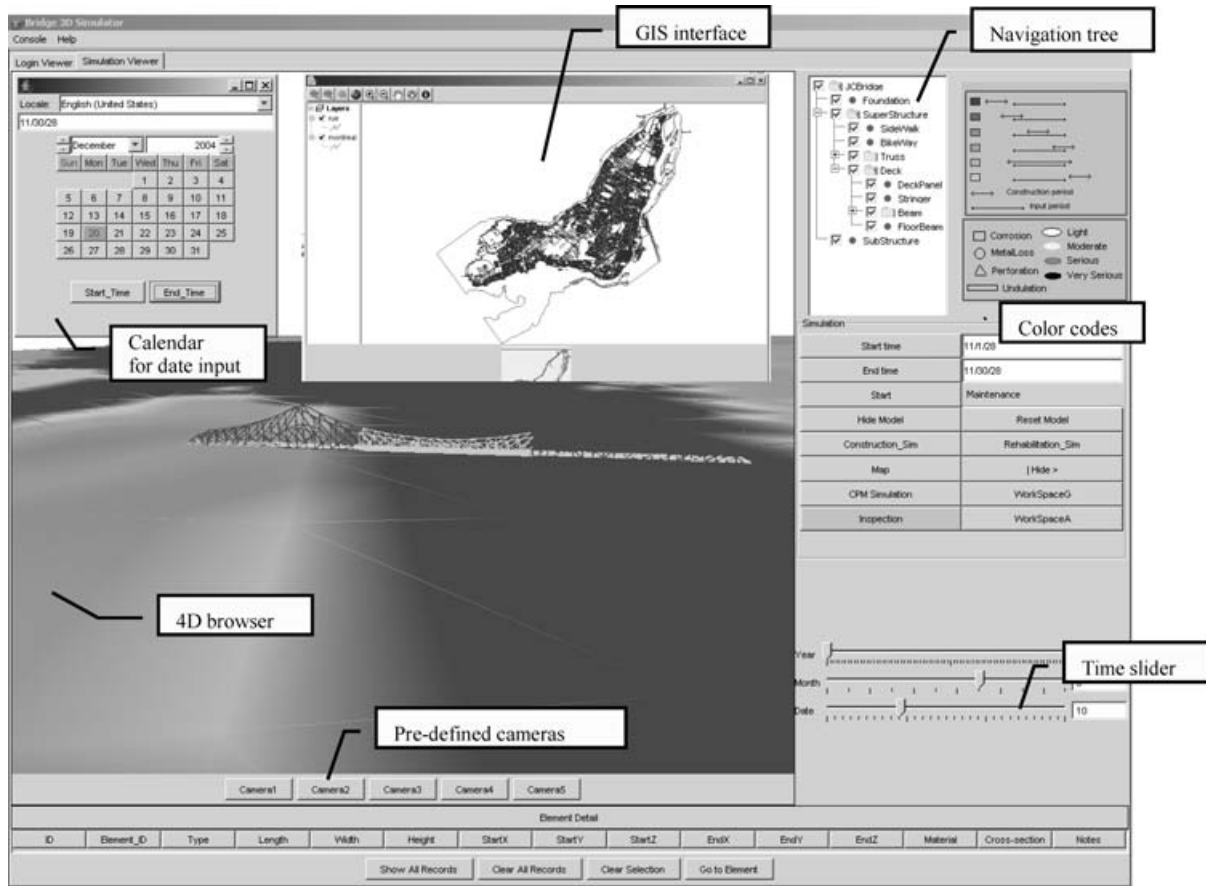 Bridge 3D Simulator
Console Help
Login Viewer Simulation Viewer
GIS interface
Navigation tree
Locale: English (United States)
11/30/28
December 2004
Sun Mon Tue Wed Thu Fri Sat
1 2 3 4
5 6 7 8 9 10 11
12 13 14 15 16 17 18
19 20 21 22 23 24 25
26 27 28 29 30 31
Start_Time End_Time
Calendar
for date input
Layers
rue
montreal
JCBridge
Foundation
SuperStructure
SideWalk
BikeWay
Truss
Deck
DeckPanel
Stringer
Beam
FloorBeam
SubStructure
Construction period
Input period
Corrosion Light
MetalLoss Moderate
Perforation Serious
Undulation Very Serious
Color codes
Simulation
Start time 11/1/28
End time 11/30/28
Start Maintenance
Hide Model Reset Model
Construction_Sim Rehabilitation_Sim
Map | Hide >
CPM Simulation WorkSpaceG
Inspection WorkSpaceA
4D browser
Year
Month
Date 10
Time slider
Pre-defined cameras
Camera1 Camera2 Camera3 Camera4 Camera5
Element Detail
ID Element_ID Type Length Width Height StartX StartY StartZ EndX EndY EndZ Material Cross-section Notes
Show All Records Clear All Records Clear Selection Go to Element